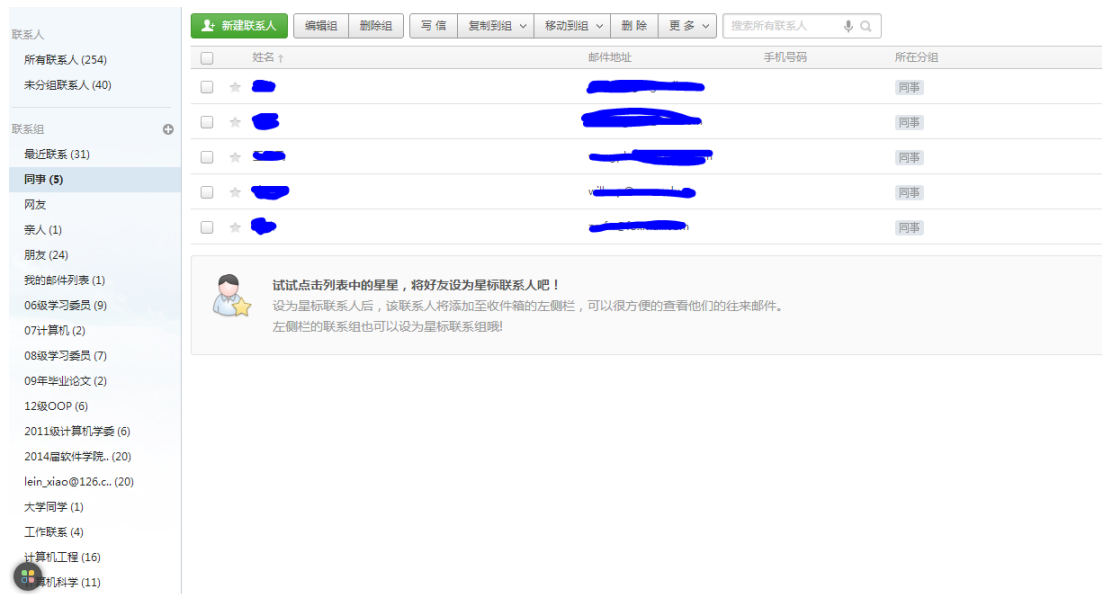 联系人
所有联系人 (254)
未分组联系人 (40)
联系组
最近联系 (31)
同事 (5)
网友
亲人 (1)
朋友 (24)
我的邮件列表 (1)
06级学习委员 (9)
07计算机 (2)
08级学习委员 (7)
09年毕业论文 (2)
12级OOP (6)
2011级计算机学委 (6)
2014届软件学院.. (20)
lein_xiao@126.c.. (20)
大学同学 (1)
工作联系 (4)
计算机工程 (16)
算机科学 (11)
新建联系人 编辑组 删除组 写 信 复制到组 移动到组 删 除 更 多 搜索所有联系人
姓名 ↑ 邮件地址 手机号码 所在分组
同事
同事
同事
同事
同事
试试点击列表中的星星，将好友设为星标联系人吧！
设为星标联系人后，该联系人将添加至收件箱的左侧栏，可以很方便的查看他们的往来邮件。
左侧栏的联系组也可以设为星标联系组哦!